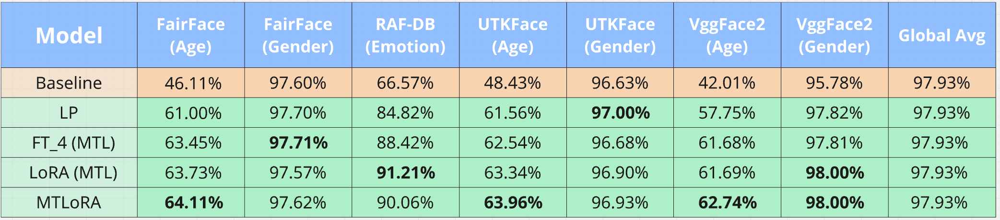 Model FairFace (Age) FairFace (Gender) RAF-DB (Emotion) UTKFace (Age) UTKFace (Gender) VggFace2 (Age) VggFace2 (Gender) Global Avg
Baseline 46.11% 97.60% 66.57% 48.43% 96.63% 42.01% 95.78% 97.93%
LP 61.00% 97.70% 84.82% 61.56% 97.00% 57.75% 97.82% 97.93%
FT_4 (MTL) 63.45% 97.71% 88.42% 62.54% 96.68% 61.68% 97.81% 97.93%
LoRA (MTL) 63.73% 97.57% 91.21% 63.34% 96.90% 61.69% 98.00% 97.93%
MTLoRA 64.11% 97.62% 90.06% 63.96% 96.93% 62.74% 98.00% 97.93%